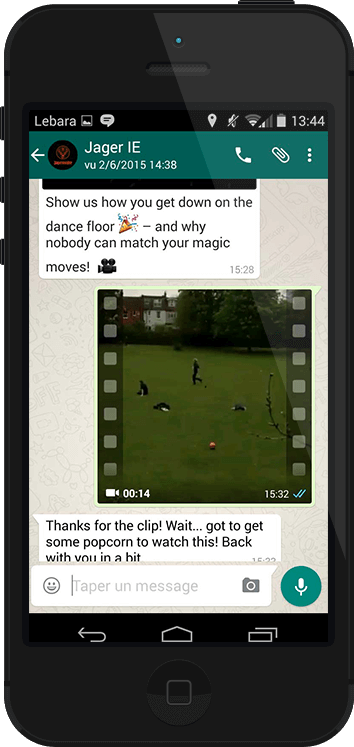 Lebara 13:44
Jager IE
vu 2/6/2015 14:38
Show us how you get down on the
dance floor 🎉 – and why
nobody can match your magic
moves! 🎥
15:28
00:14 15:32
Thanks for the clip! Wait... got to get
some popcorn to watch this! Back
with you in a bit
Taper un message